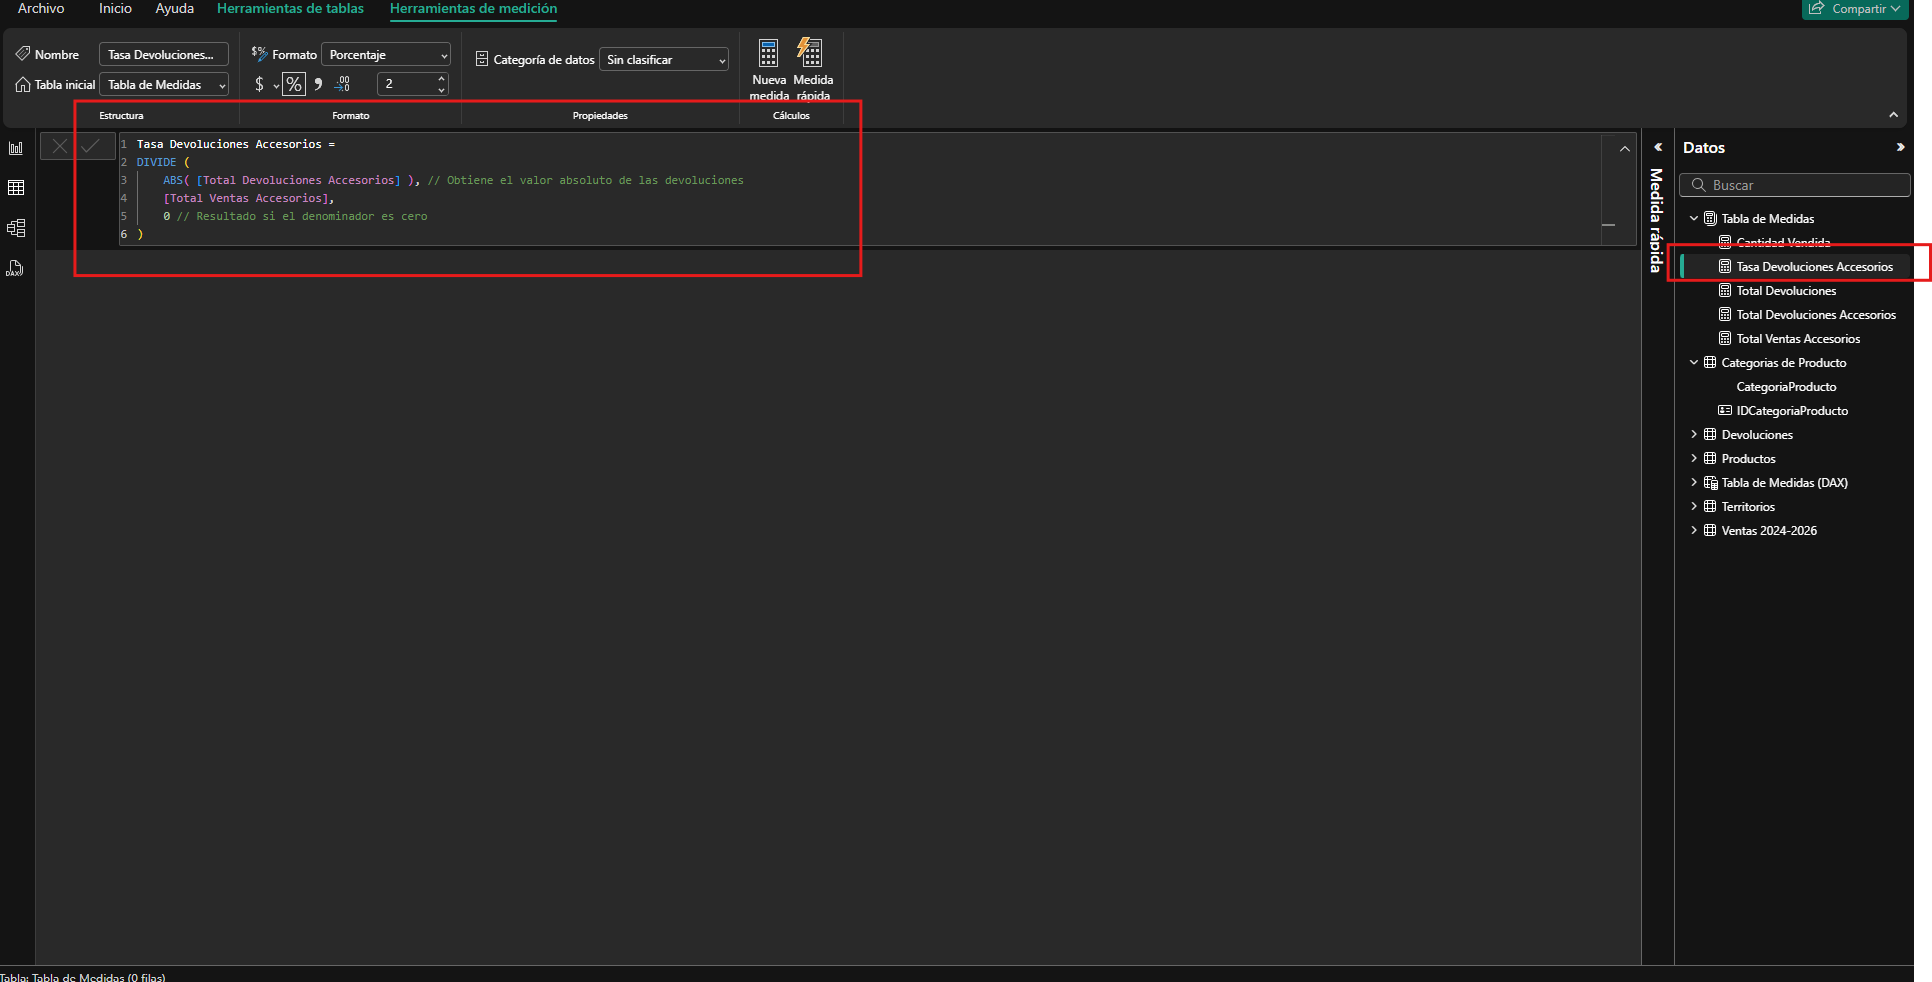 Archivo Inicio Ayuda Herramientas de tablas Herramientas de medición Compartir
Nombre Tasa Devoluciones...
Tabla inicial Tabla de Medidas
Estructura
$% Formato Porcentaje
$ % , .00 →.0 2
Formato
Categoría de datos Sin clasificar
Propiedades
Nueva medida
Medida rápida
Cálculos
1 Tasa Devoluciones Accesorios =
2 DIVIDE (
3 ABS( [Total Devoluciones Accesorios] ), // Obtiene el valor absoluto de las devoluciones
4 [Total Ventas Accesorios],
5 0 // Resultado si el denominador es cero
6 )
DAX
Medida rápida
Datos
Buscar
Tabla de Medidas
Cantidad Vendida
Tasa Devoluciones Accesorios
Total Devoluciones
Total Devoluciones Accesorios
Total Ventas Accesorios
Categorias de Producto
CategoriaProducto
IDCategoriaProducto
Devoluciones
Productos
Tabla de Medidas (DAX)
Territorios
Ventas 2024-2026
Tabla: Tabla de Medidas (0 filas)